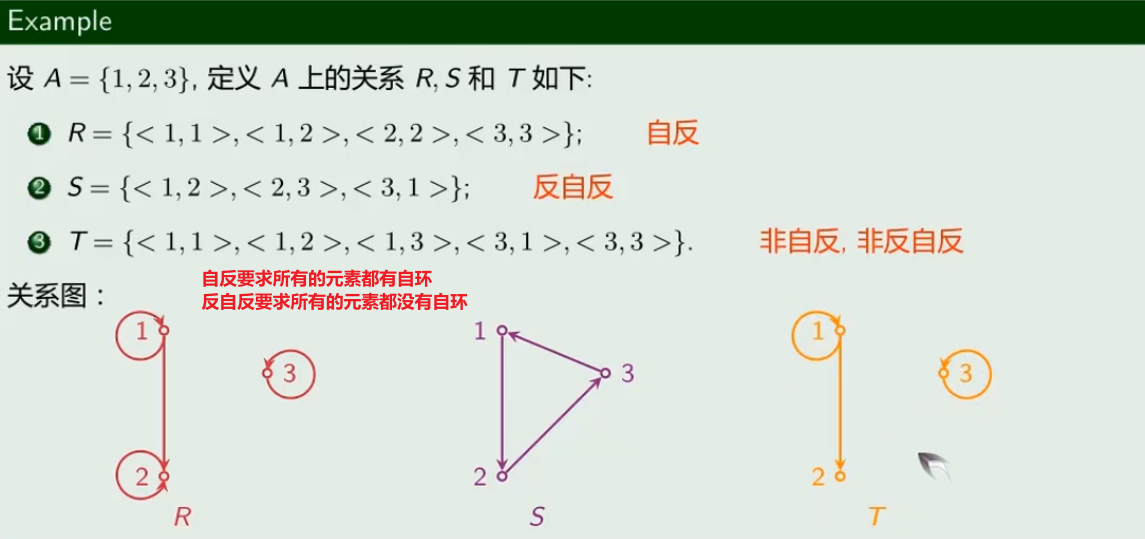 Example
设 A = {1, 2, 3}, 定义 A 上的关系 R, S 和 T 如下:
1 R = {< 1, 1 >, < 1, 2 >, < 2, 2 >, < 3, 3 >}; 自反
2 S = {< 1, 2 >, < 2, 3 >, < 3, 1 >}; 反自反
3 T = {< 1, 1 >, < 1, 2 >, < 1, 3 >, < 3, 1 >, < 3, 3 >}. 非自反, 非反自反
自反要求所有的元素都有自环
关系图：
反自反要求所有的元素都没有自环
1 1 1
3 3 3
2 2 2
R S T